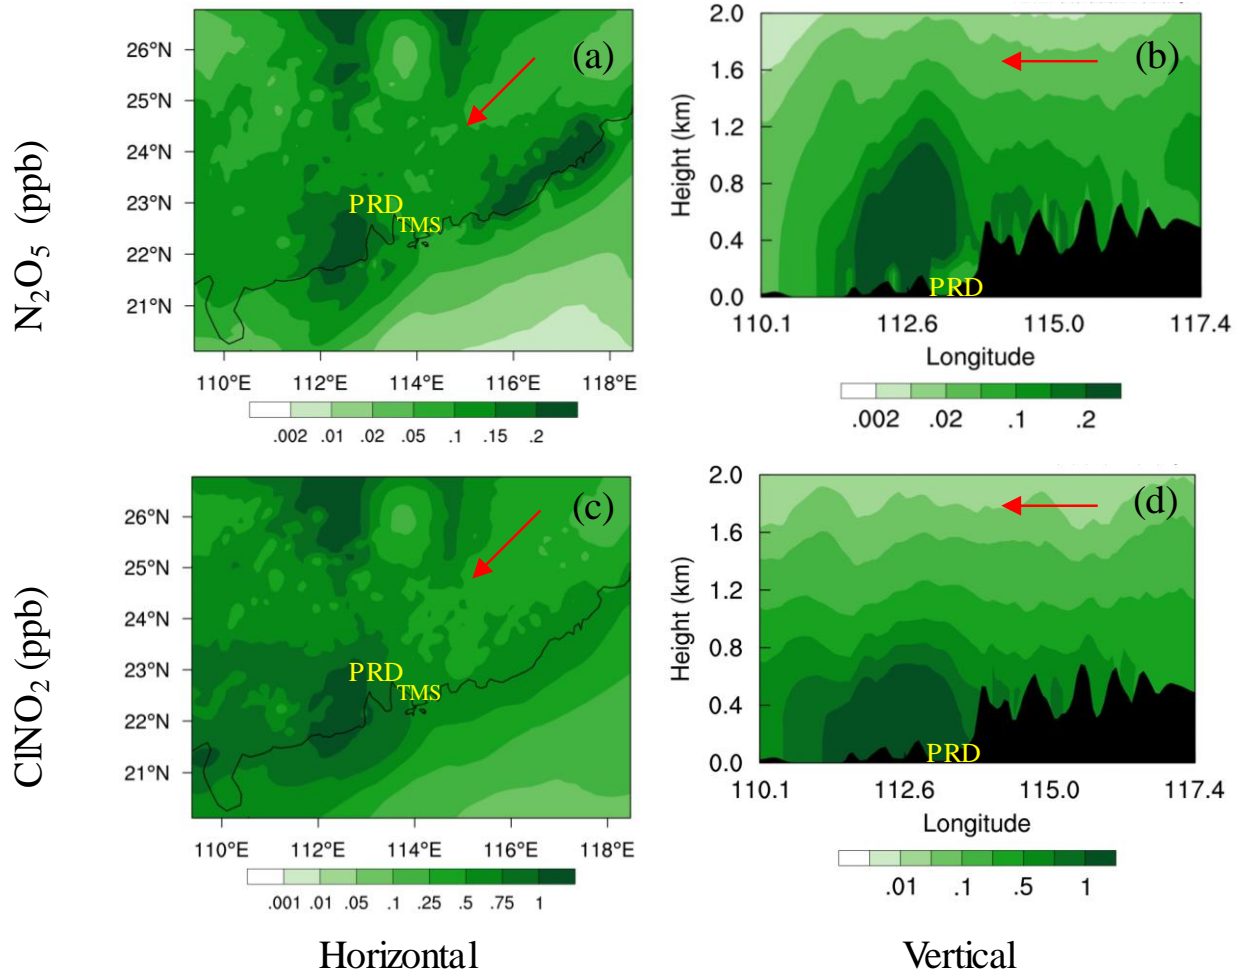 N2O5 (ppb)
26°N
25°N
24°N
23°N
22°N
21°N
(a)
PRD
TMS
110°E 112°E 114°E 116°E 118°E
.002 .01 .02 .05 .1 .15 .2
Height (km)
2.0
1.6
1.2
0.8
0.4
0.0
(b)
PRD
110.1 112.6 115.0 117.4
Longitude
.002 .02 .1 .2
ClNO2 (ppb)
26°N
25°N
24°N
23°N
22°N
21°N
(c)
PRD
TMS
110°E 112°E 114°E 116°E 118°E
.001 .01 .05 .1 .25 .5 .75 1
Height (km)
2.0
1.6
1.2
0.8
0.4
0.0
(d)
PRD
110.1 112.6 115.0 117.4
Longitude
.01 .1 .5 1
Horizontal
Vertical